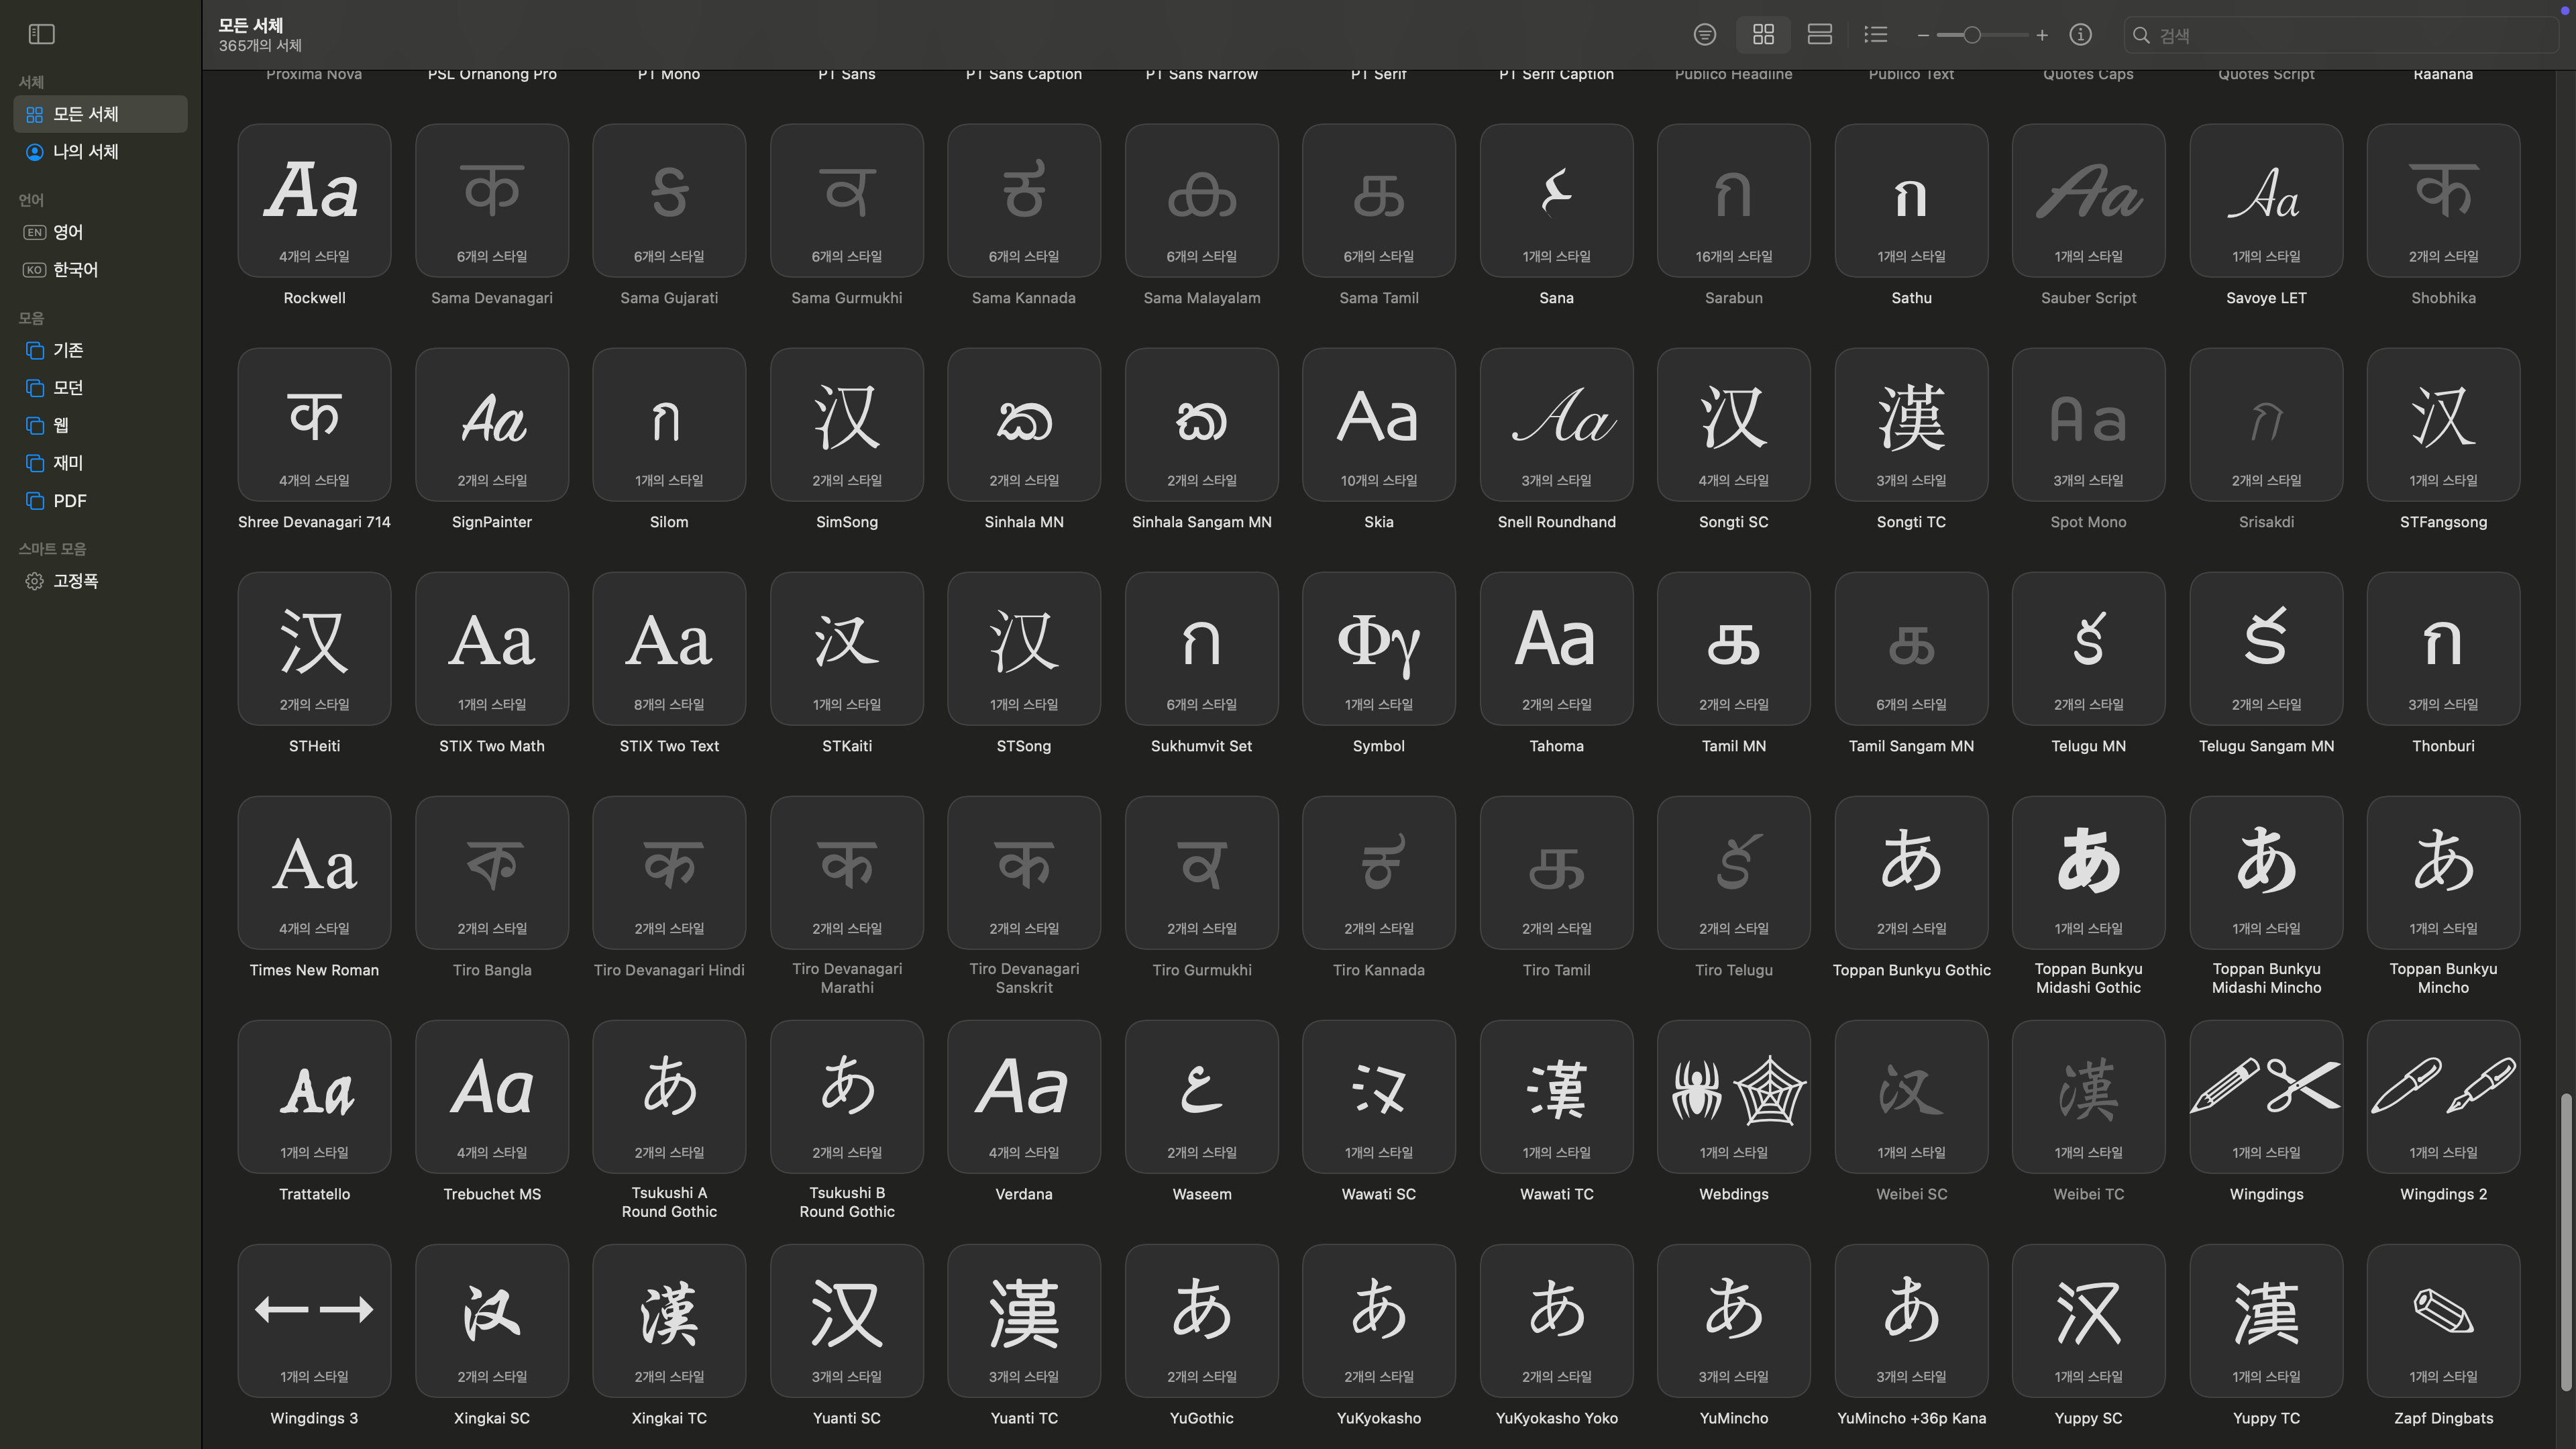 모든 서체
365개의 서체
검색
서체
모든 서체
나의 서체
언어
EN 영어
KO 한국어
모음
기존
모던
웹
재미
PDF
스마트 모음
고정폭
Proxima Nova PSL Ornanong Pro PT Mono PT Sans PT Sans Caption PT Sans Narrow PT Serif PT Serif Caption Publico Headline Publico Text Quotes Caps Quotes Script Raanana
Aa क ક ਕ ಕ ക க ﻋ ก ก Aa Aa क
4개의 스타일 6개의 스타일 6개의 스타일 6개의 스타일 6개의 스타일 6개의 스타일 6개의 스타일 1개의 스타일 16개의 스타일 1개의 스타일 1개의 스타일 1개의 스타일 2개의 스타일
Rockwell Sama Devanagari Sama Gujarati Sama Gurmukhi Sama Kannada Sama Malayalam Sama Tamil Sana Sarabun Sathu Sauber Script Savoye LET Shobhika
क Aa ก 汉 ක ක Aa Aa 汉 漢 Aa ก 汉
4개의 스타일 2개의 스타일 1개의 스타일 2개의 스타일 2개의 스타일 2개의 스타일 10개의 스타일 3개의 스타일 4개의 스타일 3개의 스타일 3개의 스타일 2개의 스타일 1개의 스타일
Shree Devanagari 714 SignPainter Silom SimSong Sinhala MN Sinhala Sangam MN Skia Snell Roundhand Songti SC Songti TC Spot Mono Srisakdi STFangsong
汉 Aa Aa 汉 汉 ก Φγ Aa க க క క ก
2개의 스타일 1개의 스타일 8개의 스타일 1개의 스타일 1개의 스타일 6개의 스타일 1개의 스타일 2개의 스타일 2개의 스타일 6개의 스타일 2개의 스타일 2개의 스타일 3개의 스타일
STHeiti STIX Two Math STIX Two Text STKaiti STSong Sukhumvit Set Symbol Tahoma Tamil MN Tamil Sangam MN Telugu MN Telugu Sangam MN Thonburi
Aa ক क क क ਕ ಕ க క あ あ あ あ
4개의 스타일 2개의 스타일 2개의 스타일 2개의 스타일 2개의 스타일 2개의 스타일 2개의 스타일 2개의 스타일 2개의 스타일 2개의 스타일 1개의 스타일 1개의 스타일 1개의 스타일
Times New Roman Tiro Bangla Tiro Devanagari Hindi Tiro Devanagari Marathi Tiro Devanagari Sanskrit Tiro Gurmukhi Tiro Kannada Tiro Tamil Tiro Telugu Toppan Bunkyu Gothic Toppan Bunkyu Midashi Gothic Toppan Bunkyu Midashi Mincho Toppan Bunkyu Mincho
Aa Aa あ あ Aa ع 汉 漢 汉 漢
1개의 스타일 4개의 스타일 2개의 스타일 2개의 스타일 4개의 스타일 2개의 스타일 1개의 스타일 1개의 스타일 1개의 스타일 1개의 스타일 1개의 스타일 1개의 스타일 1개의 스타일
Trattatello Trebuchet MS Tsukushi A Round Gothic Tsukushi B Round Gothic Verdana Waseem Wawati SC Wawati TC Webdings Weibei SC Weibei TC Wingdings Wingdings 2
汉 漢 汉 漢 あ あ あ あ あ 汉 漢
1개의 스타일 2개의 스타일 2개의 스타일 3개의 스타일 3개의 스타일 2개의 스타일 2개의 스타일 2개의 스타일 3개의 스타일 3개의 스타일 1개의 스타일 1개의 스타일 1개의 스타일
Wingdings 3 Xingkai SC Xingkai TC Yuanti SC Yuanti TC YuGothic YuKyokasho YuKyokasho Yoko YuMincho YuMincho +36p Kana Yuppy SC Yuppy TC Zapf Dingbats